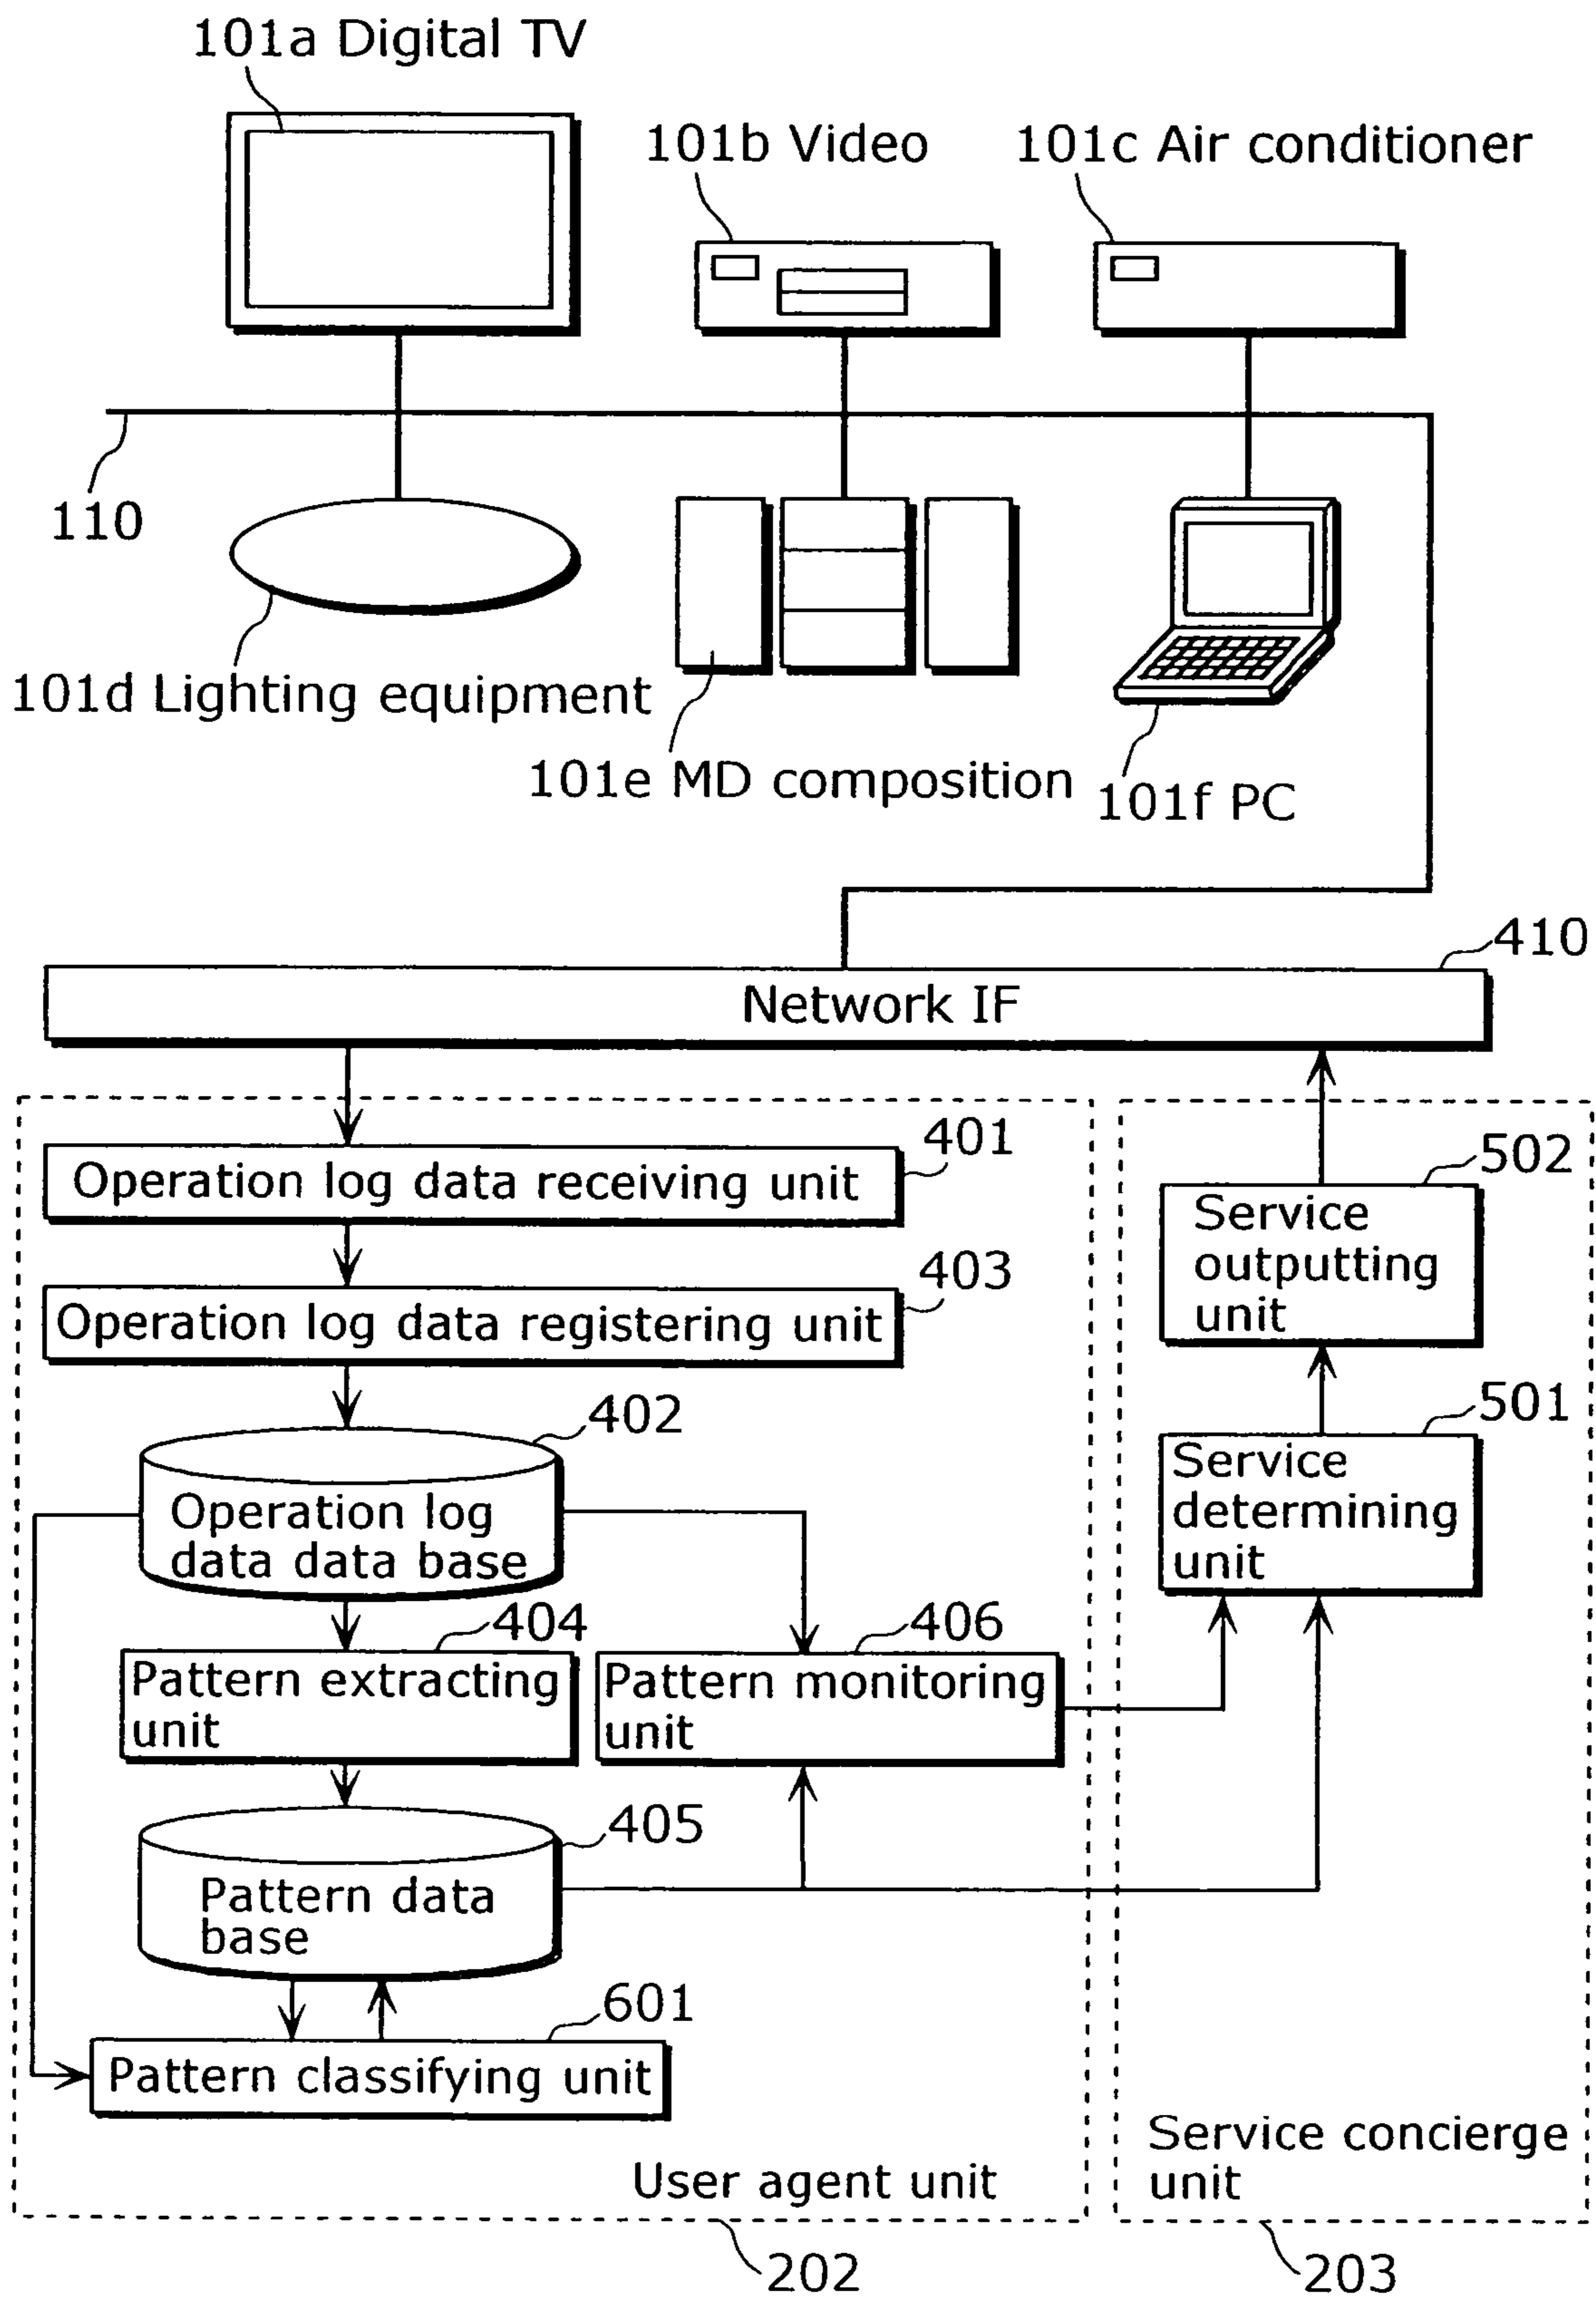 101a Digital TV
101b Video
101c Air conditioner
110
101d Lighting equipment
101e MD composition
101f PC
410
Network IF
401
Operation log data receiving unit
403
Operation log data registering unit
402
Operation log
data data base
404
Pattern extracting
unit
406
Pattern monitoring
unit
405
Pattern data
base
601
Pattern classifying unit
User agent unit
202
502
Service
outputting
unit
501
Service
determining
unit
Service concierge
unit
203